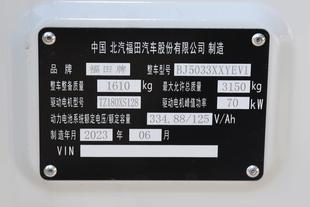 中国 北汽福田汽车股份有限公司 制造
品牌 福田牌 整车型号 BJ5033XXYEV1
整车整备质量 1610 kg 最大允许总质量 3150 kg
驱动电机型号 TZ180XS128 驱动电机峰值功率 70 kW
动力电池系统额定电压/额定容量 334.88/125 V/Ah
制造年月 2023 年 06 月
VIN